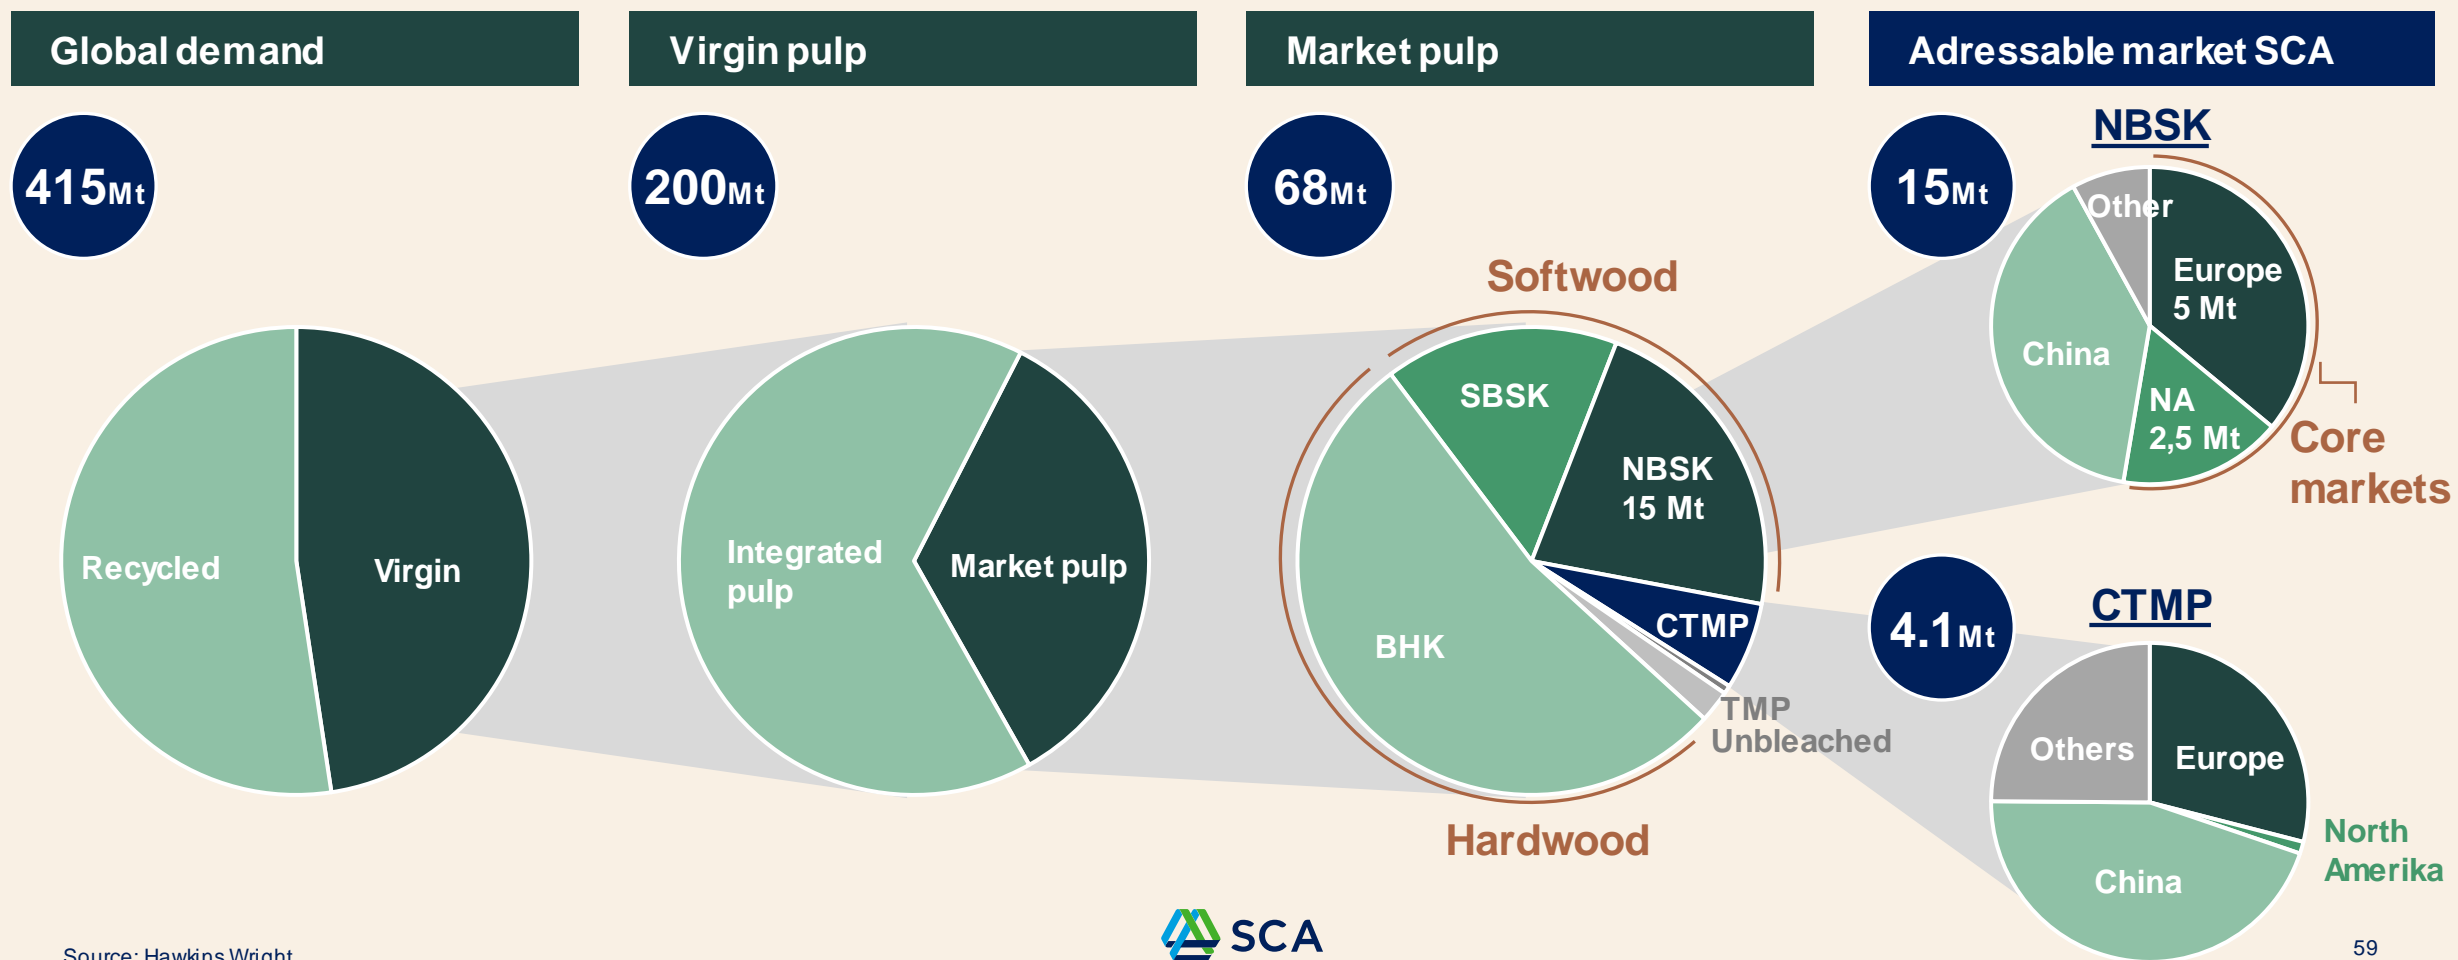 Global demand
Virgin pulp
Market pulp
Adressable market SCA
415Mt
200Mt
68Mt
15Mt
NBSK
Other
Europe
5 Mt
China
NA
2,5 Mt
Core
markets
Softwood
SBSK
NBSK
15 Mt
CTMP
BHK
TMP
Unbleached
Hardwood
Recycled
Virgin
Integrated
pulp
Market pulp
4.1Mt
CTMP
Others
Europe
North
Amerika
China
SCA
Source: Hawkins Wright
59